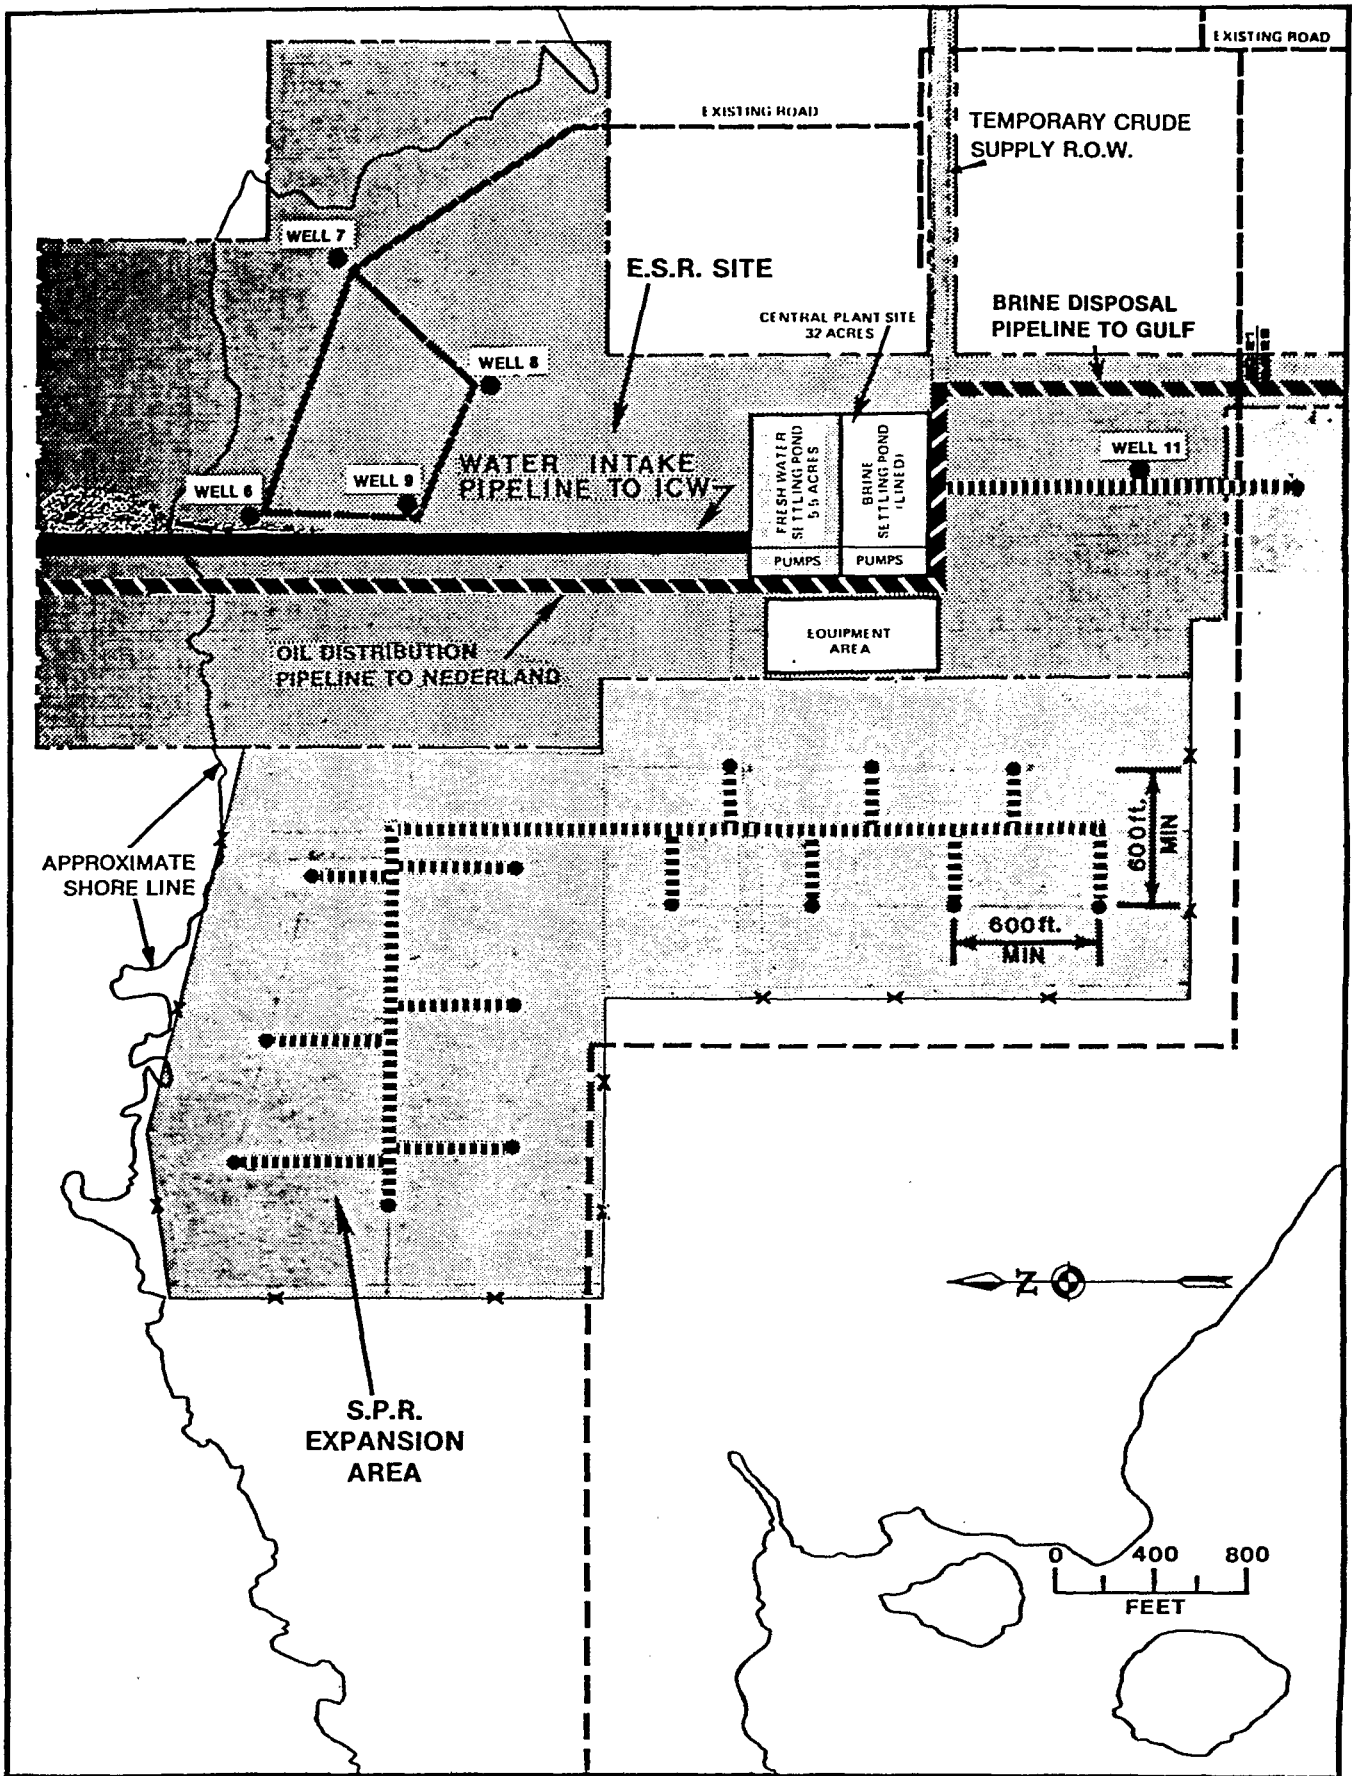 EXISTING ROAD
EXISTING ROAD
TEMPORARY CRUDE
SUPPLY R.O.W.
WELL 7
E.S.R. SITE
CENTRAL PLANT SITE
32 ACRES
BRINE DISPOSAL
PIPELINE TO GULF
WELL 8
WELL 6
WELL 9
WATER INTAKE
PIPELINE TO ICW
FRESH WATER
SETTLING POND
5½ ACRES
BRINE
SETTLING POND
(LINED)
WELL 11
PUMPS
PUMPS
OIL DISTRIBUTION
PIPELINE TO NEDERLAND
EQUIPMENT
AREA
APPROXIMATE
SHORE LINE
600 ft.
MIN
600 ft.
MIN
N
S.P.R.
EXPANSION
AREA
0 400 800
FEET